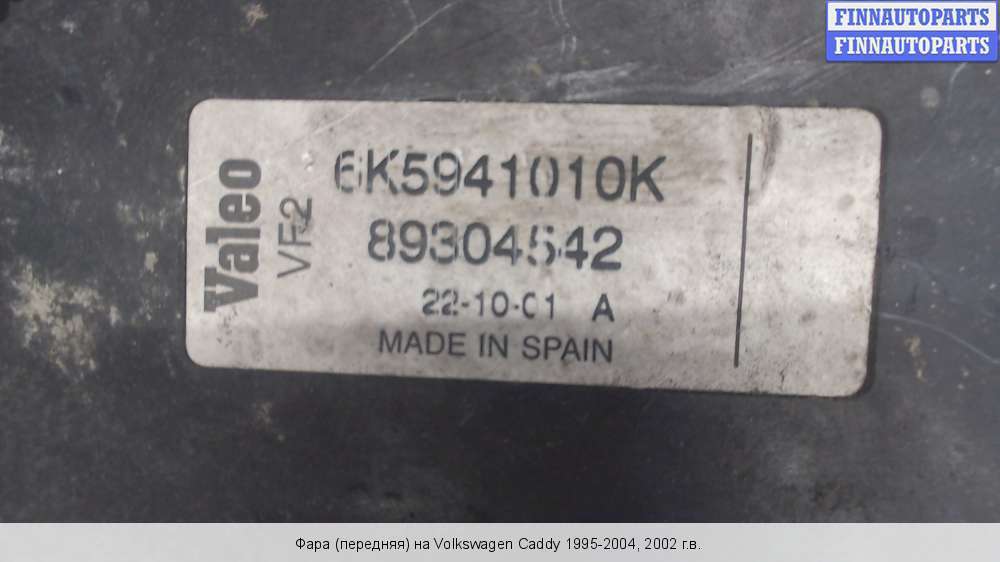 FINNAUTOPARTS
FINNAUTOPARTS
Valeo
VF2
6K5941010K
89304542
22-10-01 A
MADE IN SPAIN
Фара (передняя) на Volkswagen Caddy 1995-2004, 2002 г.в.